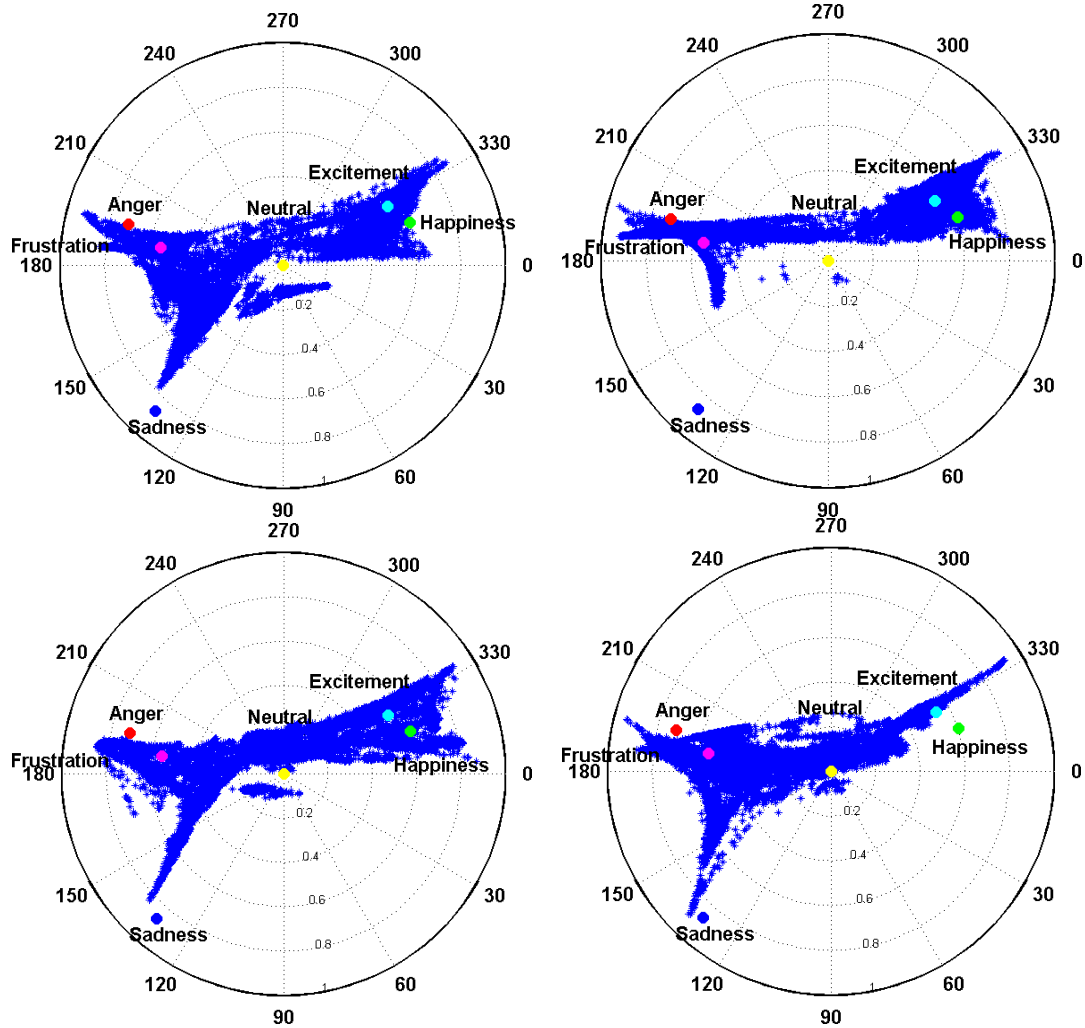 270
240
300
210
330
Excitement
Anger
Neutral
Happiness
Frustration
180
0
0.2
0.4
150
30
0.6
Sadness
0.8
120
60
1
90
270
240
300
210
330
Excitement
Anger
Neutral
Frustration
Happiness
180
0
0.2
0.4
150
30
0.6
Sadness
0.8
120
60
1
90
270
240
300
210
330
Excitement
Anger
Neutral
Frustration
Happiness
180
0
0.2
0.4
150
30
0.6
Sadness
0.8
120
60
1
90
270
240
300
210
330
Excitement
Anger
Neutral
Happiness
Frustration
180
0
0.2
0.4
150
30
0.6
Sadness
0.8
120
60
1
90